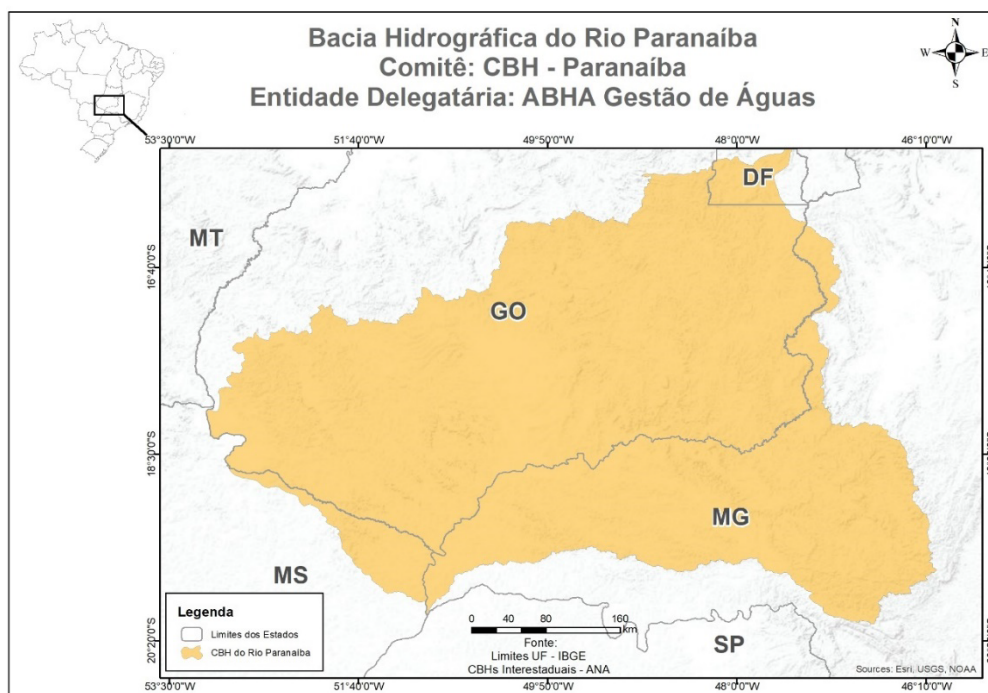 Bacia Hidrográfica do Rio Paranaíba
Comitê: CBH - Paranaíba
Entidade Delegatária: ABHA Gestão de Águas
N
W E
S
53°30'0"W 51°40'0"W 49°50'0"W 48°0'0"W 46°10'0"W
DF
MT
16°40'0"S
GO
18°30'0"S
MG
MS
Legenda
Limites dos Estados
CBH do Rio Paranaíba
0 40 80 160
km
Fonte:
Limites UF - IBGE
CBHs Interestaduais - ANA
SP
20°20'0"S
Sources: Esri, USGS, NOAA
53°30'0"W 51°40'0"W 49°50'0"W 48°0'0"W 46°10'0"W